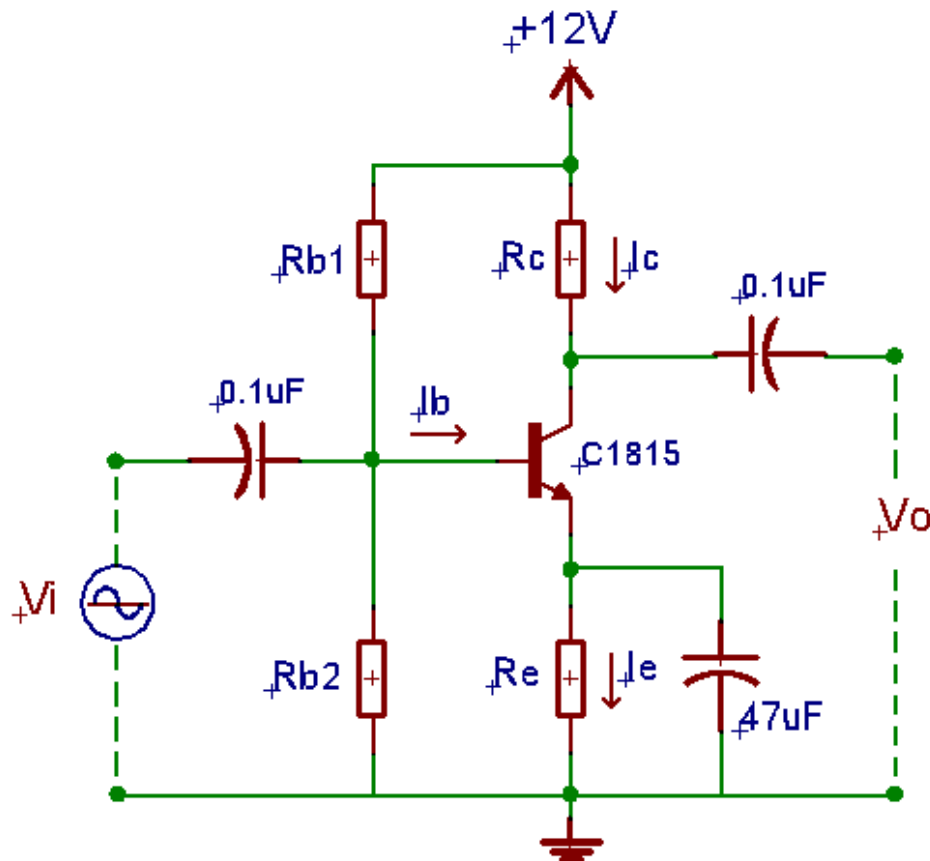 +12V
Rb1
Rc
Ic
0.1uF
0.1uF
Ib
C1815
Vo
Vi
Rb2
Re
Ie
47uF